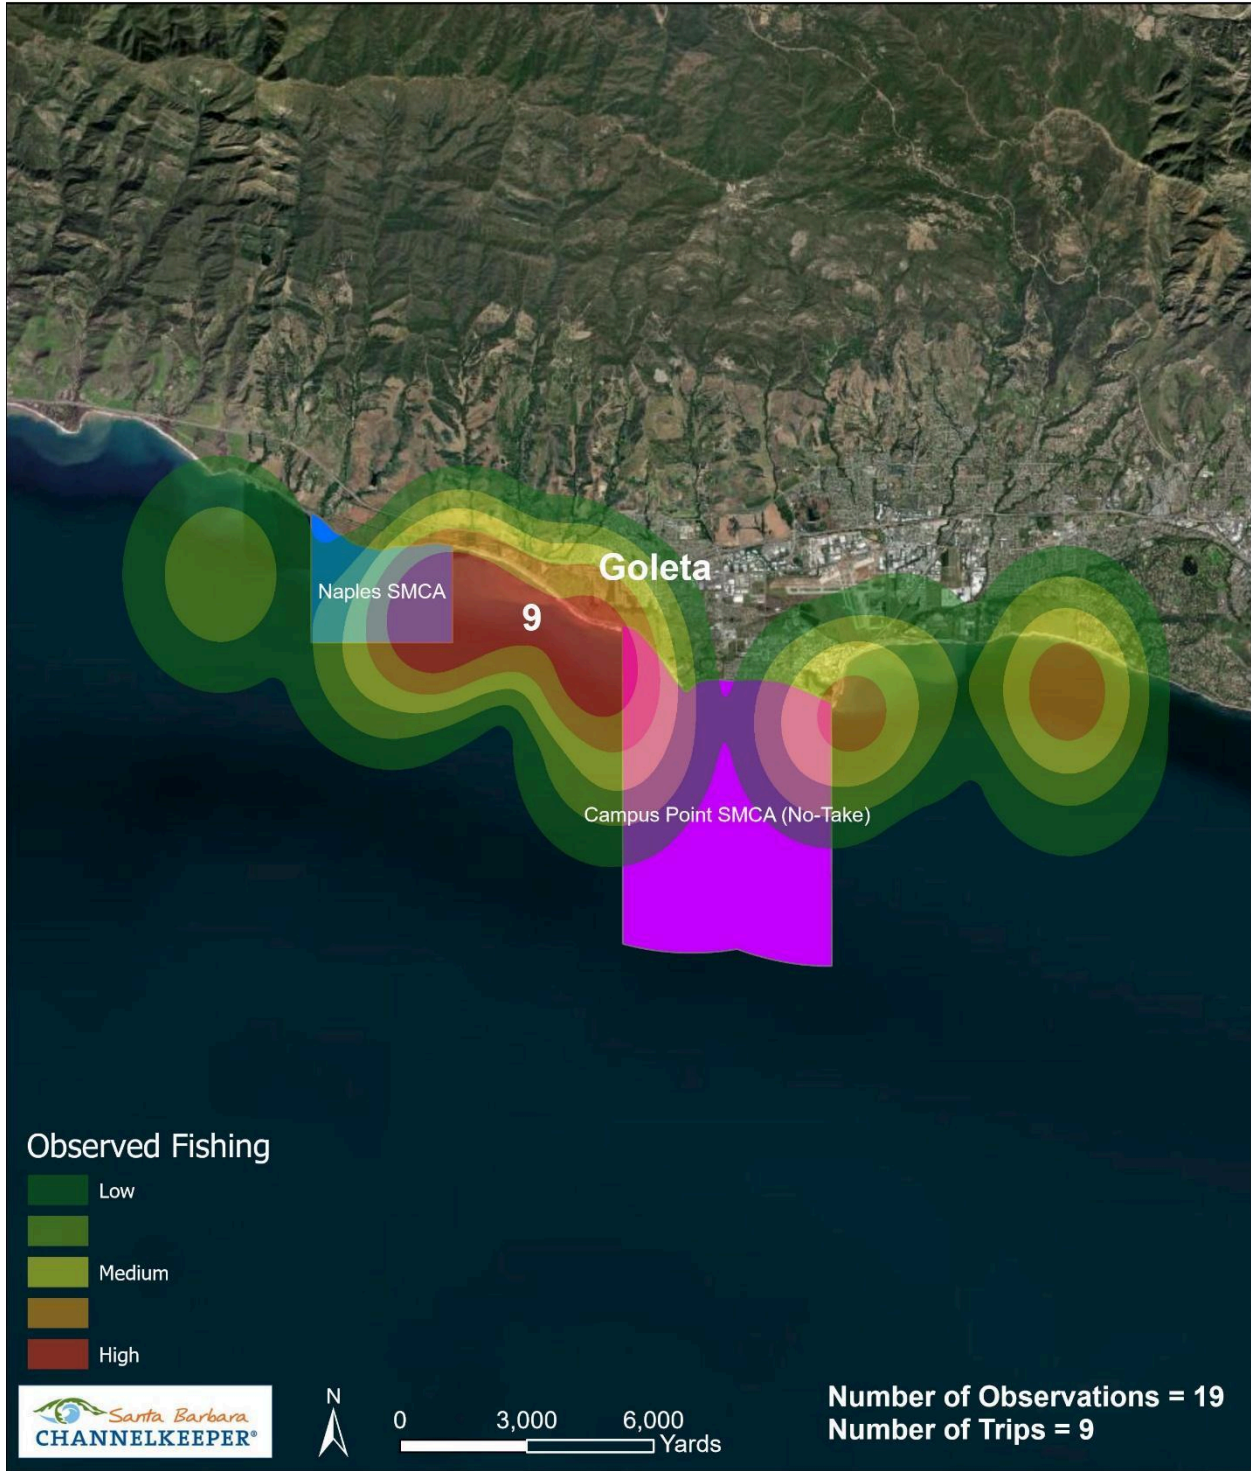 Goleta
Naples SMCA
9
Campus Point SMCA (No-Take)
Observed Fishing
Low
Medium
High
Santa Barbara
CHANNELKEEPER®
N
0 3,000 6,000
Yards
Number of Observations = 19
Number of Trips = 9